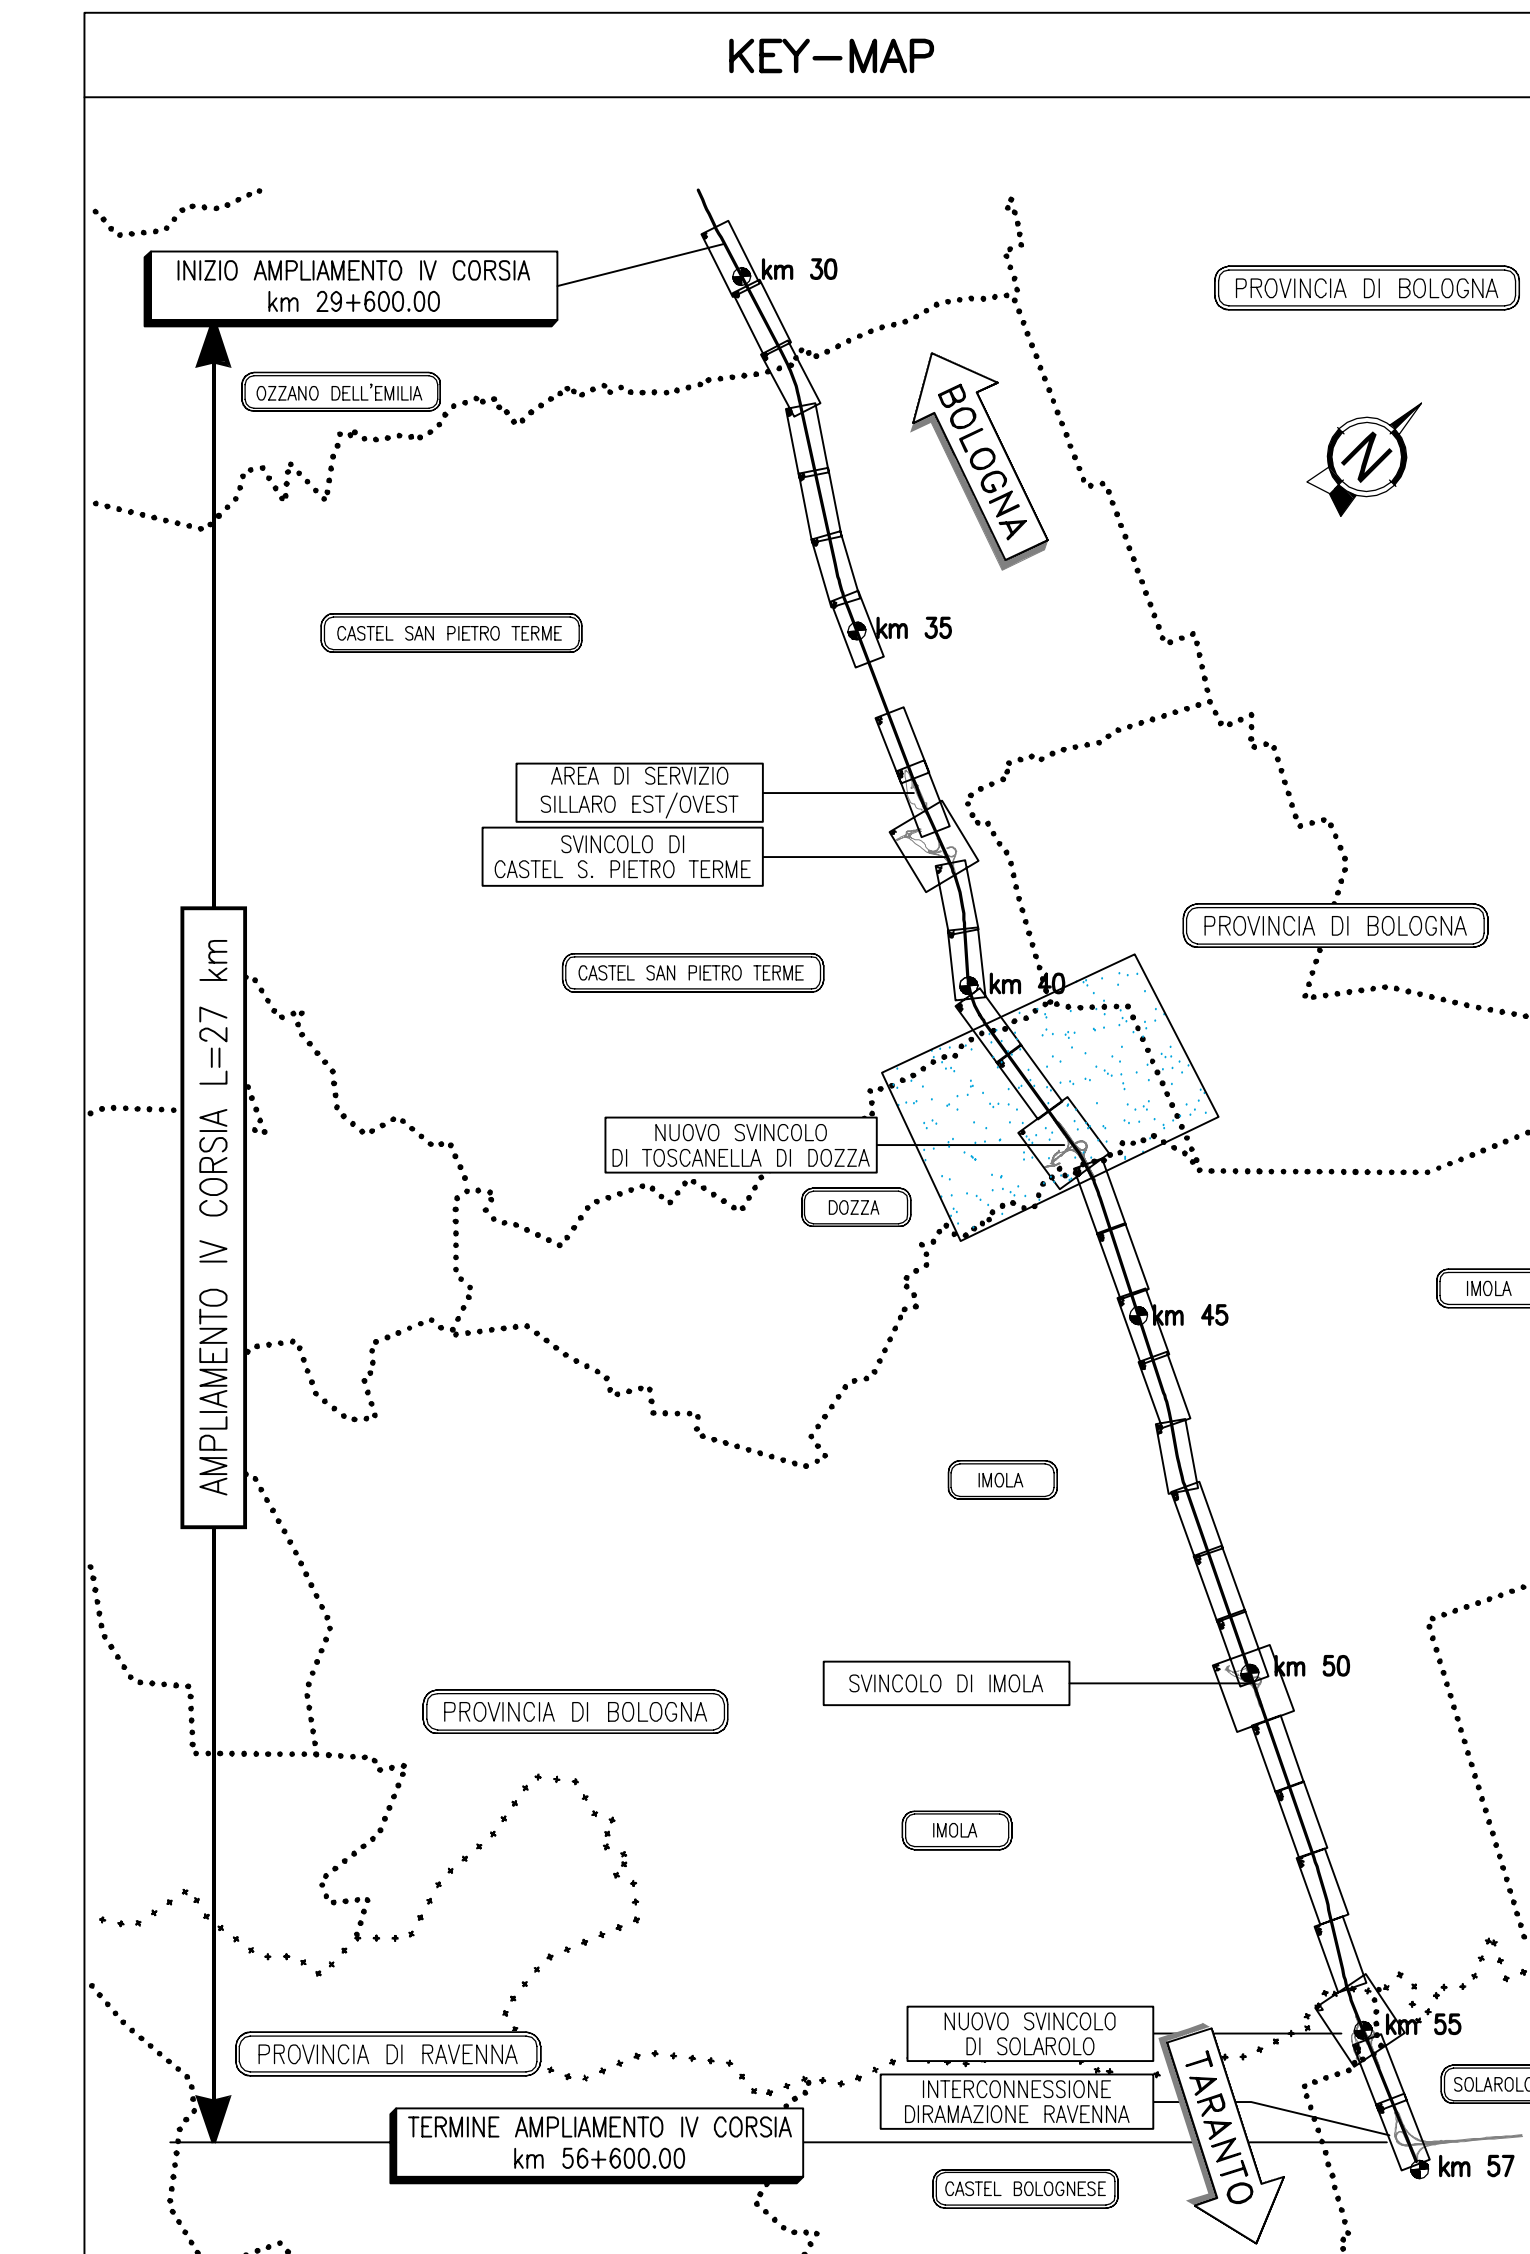 KEY-MAP
INIZIO AMPLIAMENTO IV CORSIA
km 29+600.00
km 30
PROVINCIA DI BOLOGNA
OZZANO DELL'EMILIA
BOLOGNA
N
CASTEL SAN PIETRO TERME
km 35
AREA DI SERVIZIO
SILLARO EST/OVEST
SVINCOLO DI
CASTEL S. PIETRO TERME
PROVINCIA DI BOLOGNA
CASTEL SAN PIETRO TERME
km 40
AMPLIAMENTO IV CORSIA L=27 km
NUOVO SVINCOLO
DI TOSCANELLA DI DOZZA
DOZZA
IMOLA
km 45
IMOLA
SVINCOLO DI IMOLA
km 50
PROVINCIA DI BOLOGNA
IMOLA
NUOVO SVINCOLO
DI SOLAROLO
km 55
PROVINCIA DI RAVENNA
SOLAROLO
INTERCONNESSIONE
DIRAMAZIONE RAVENNA
TARANTO
TERMINE AMPLIAMENTO IV CORSIA
km 56+600.00
km 57
CASTEL BOLOGNESE